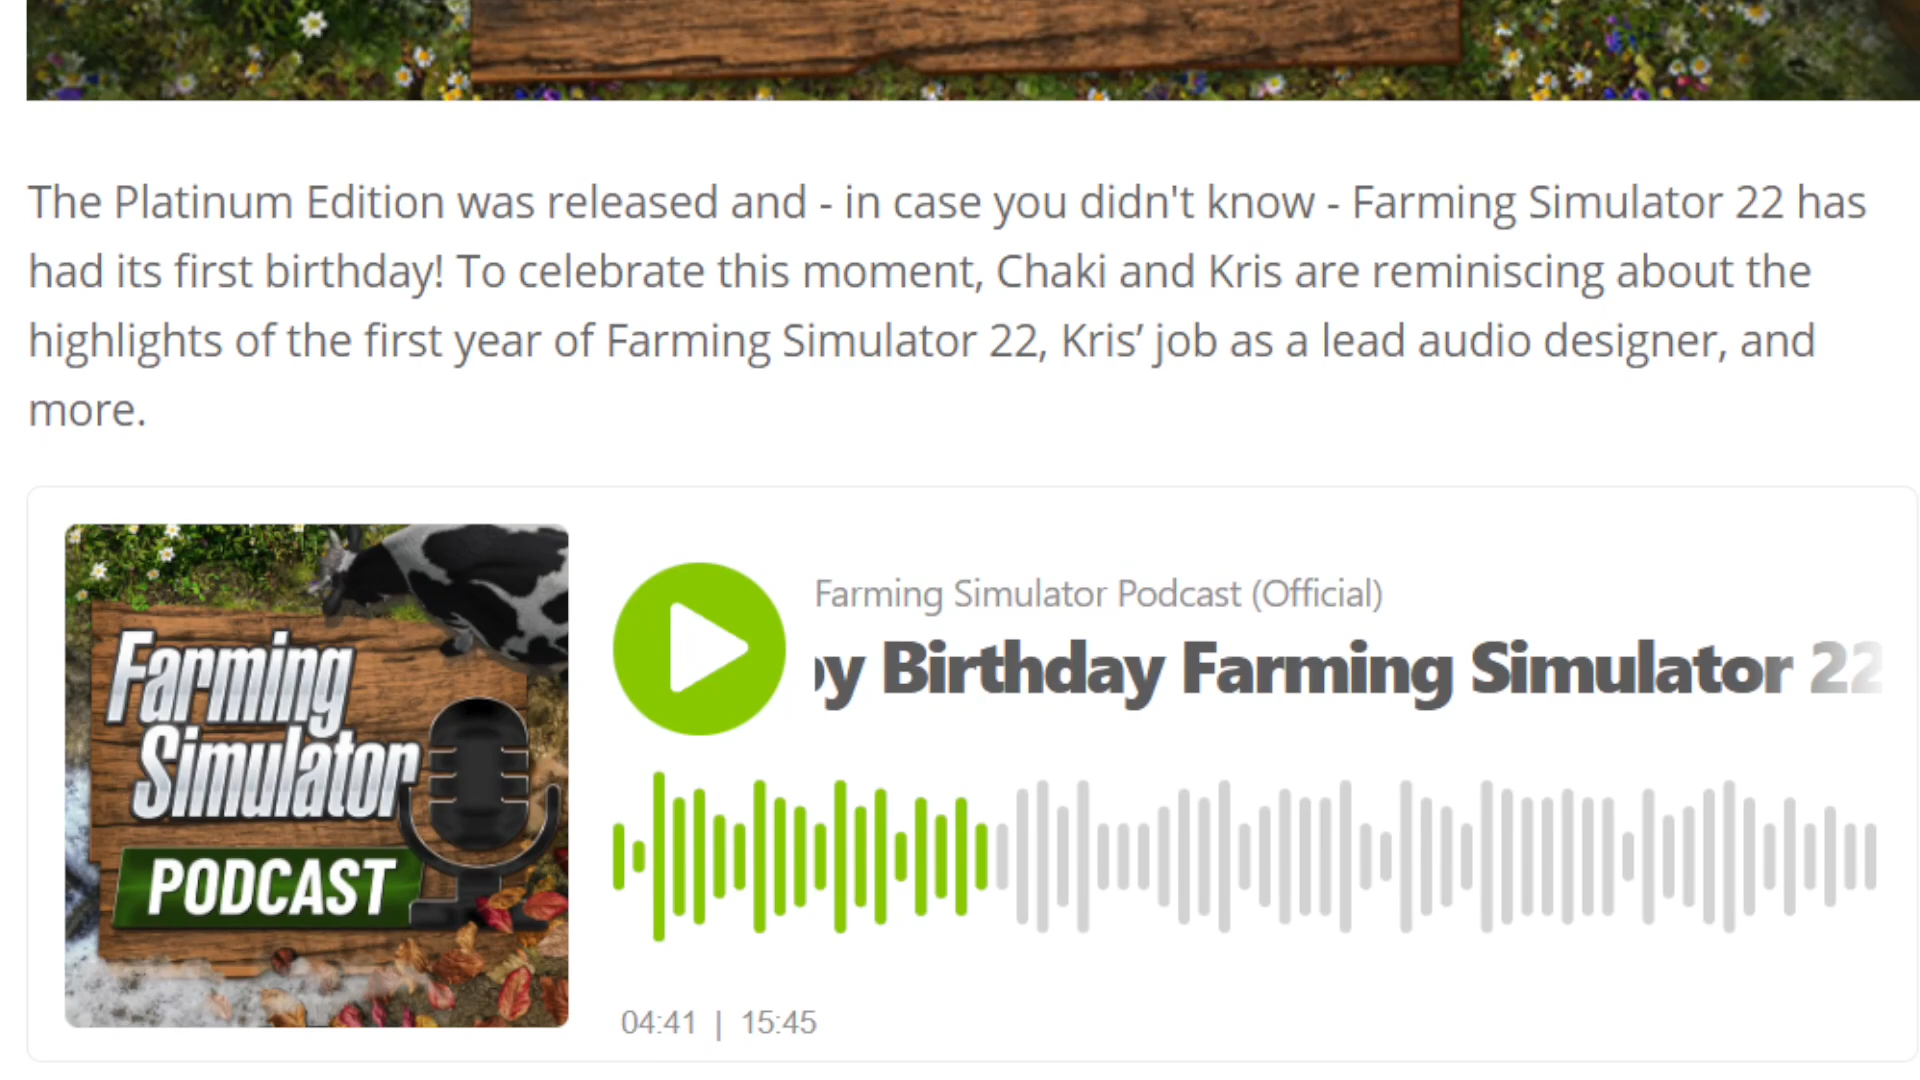 The Platinum Edition was released and - in case you didn't know - Farming Simulator 22 has
had its first birthday! To celebrate this moment, Chaki and Kris are reminiscing about the
highlights of the first year of Farming Simulator 22, Kris’ job as a lead audio designer, and
more.
Farming
Simulator
PODCAST
Farming Simulator Podcast (Official)
y Birthday Farming Simulator 22
04:41 | 15:45